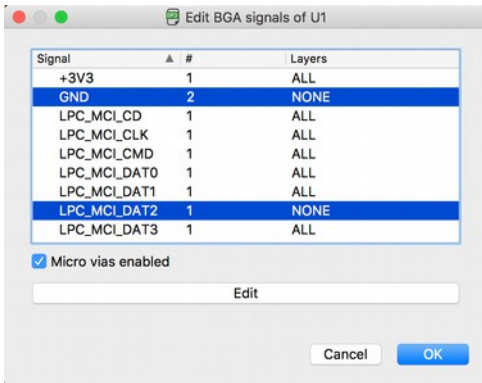 Edit BGA signals of U1
Signal # Layers
+3V3 1 ALL
GND 2 NONE
LPC_MCI_CD 1 ALL
LPC_MCI_CLK 1 ALL
LPC_MCI_CMD 1 ALL
LPC_MCI_DAT0 1 ALL
LPC_MCI_DAT1 1 ALL
LPC_MCI_DAT2 1 NONE
LPC_MCI_DAT3 1 ALL
Micro vias enabled
Edit
Cancel OK